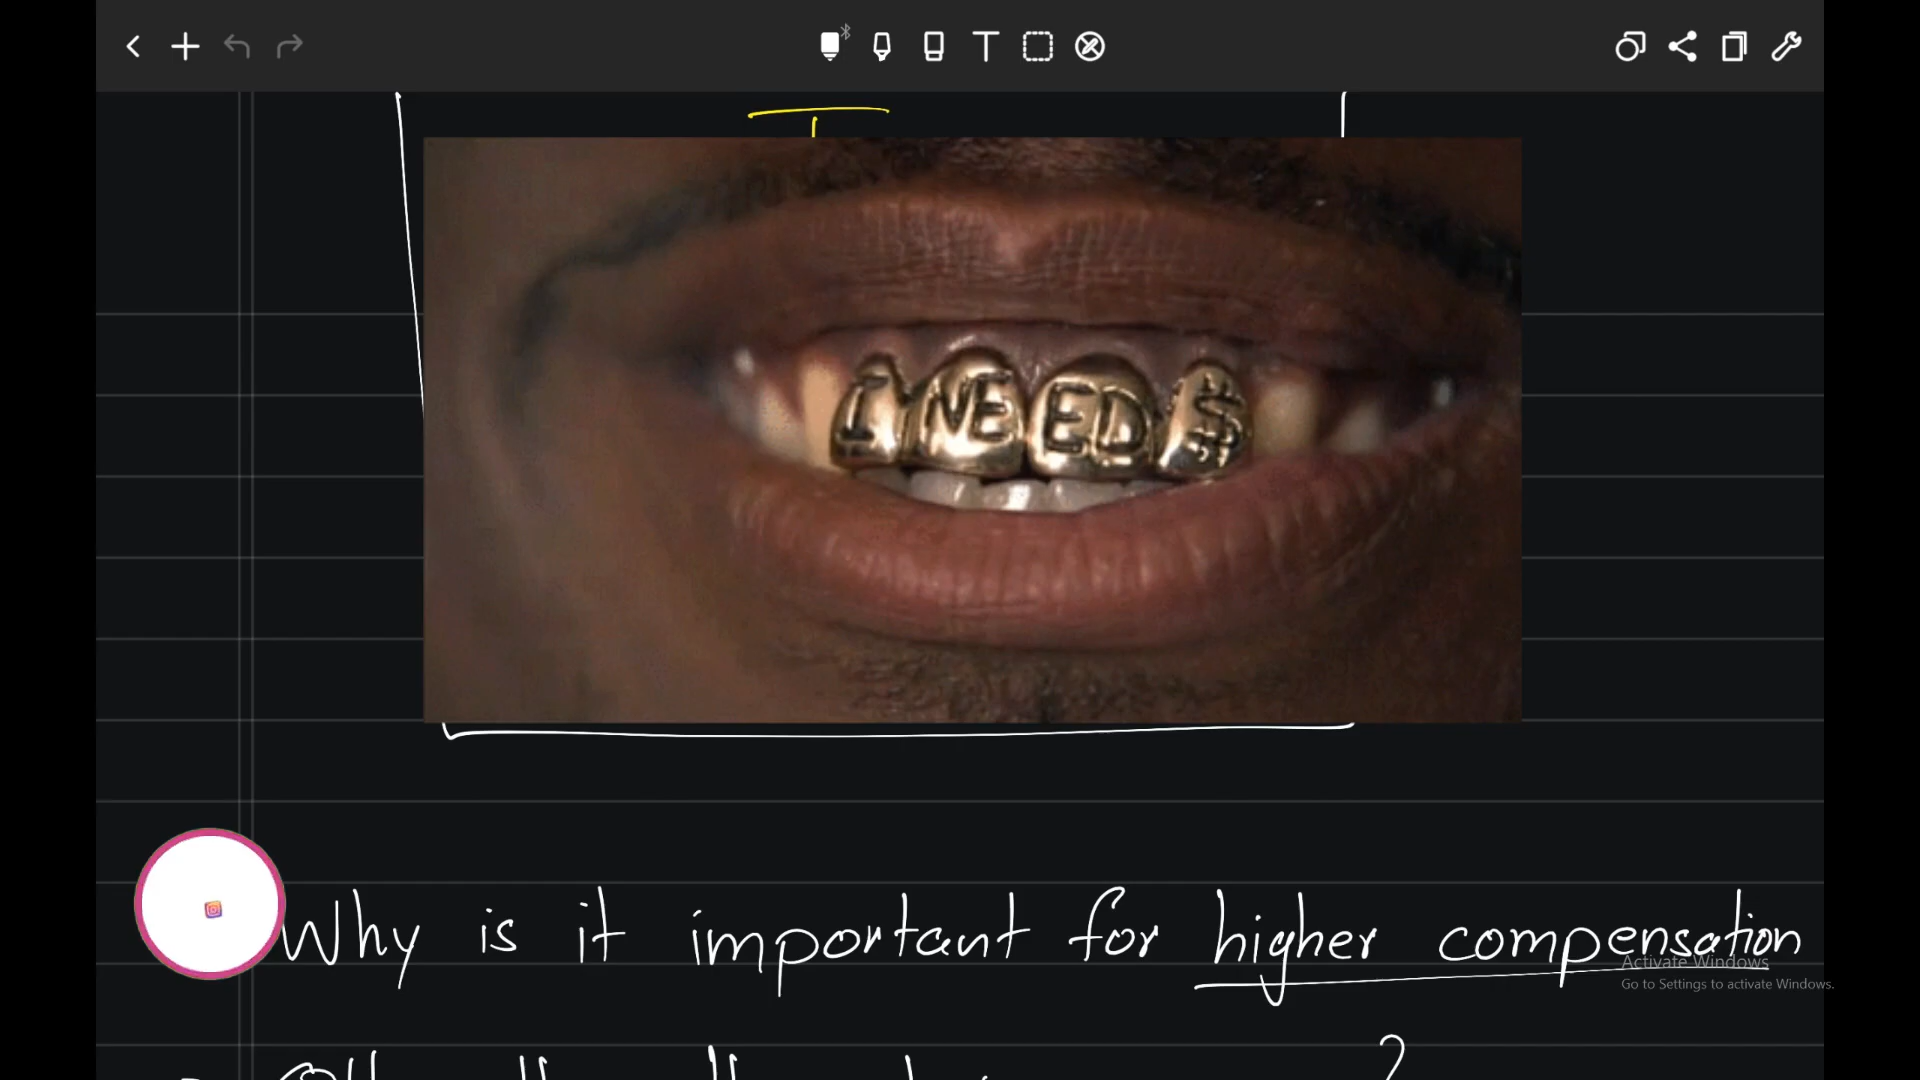 T
I NEED $
Why is it important for higher compensation
Activate Windows
Go to Settings to activate Windows.